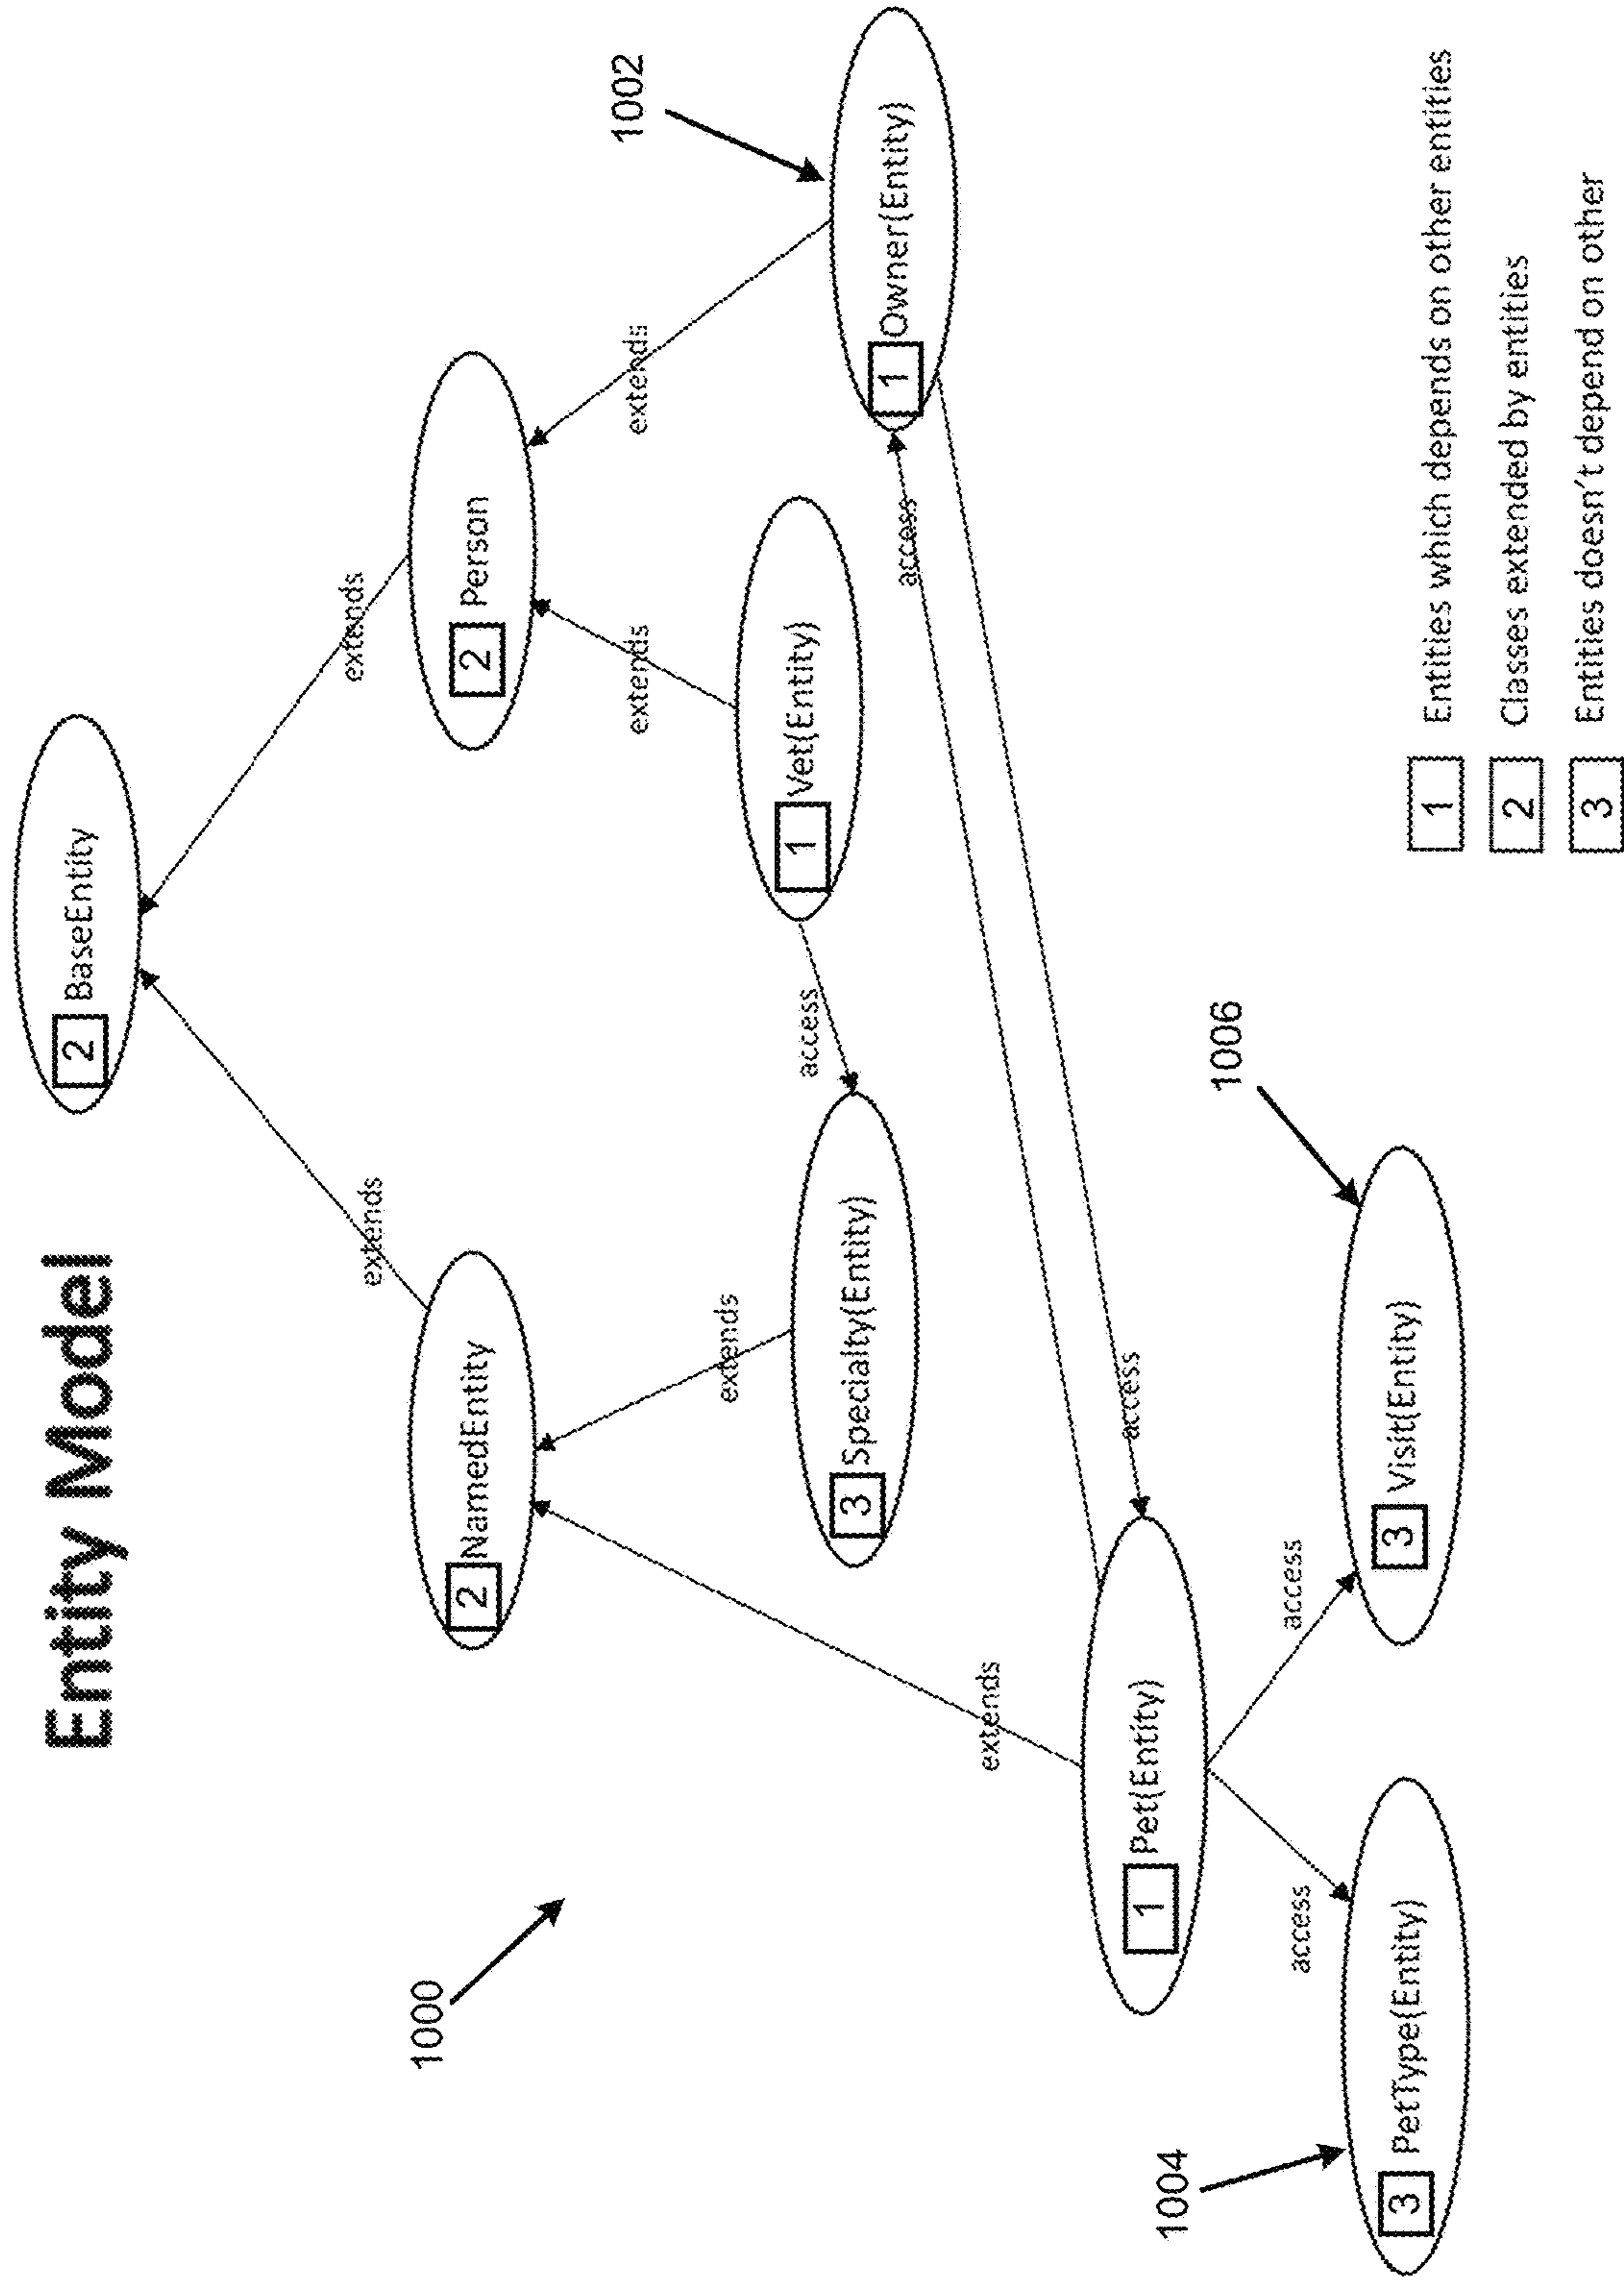 Entity Model
2 BaseEntity
extends
extends
1000
2 NamedEntity
2 Person
1002
extends
extends
extends
1 Vet(Entity)
access
3 Specialty(Entity)
1 Owner(Entity)
access
extends
access
1 Pet(Entity)
access
access
1006
1004
3 PetType(Entity)
3 Visit(Entity)
1 Entities which depends on other entities
2 Classes extended by entities
3 Entities doesn't depend on other